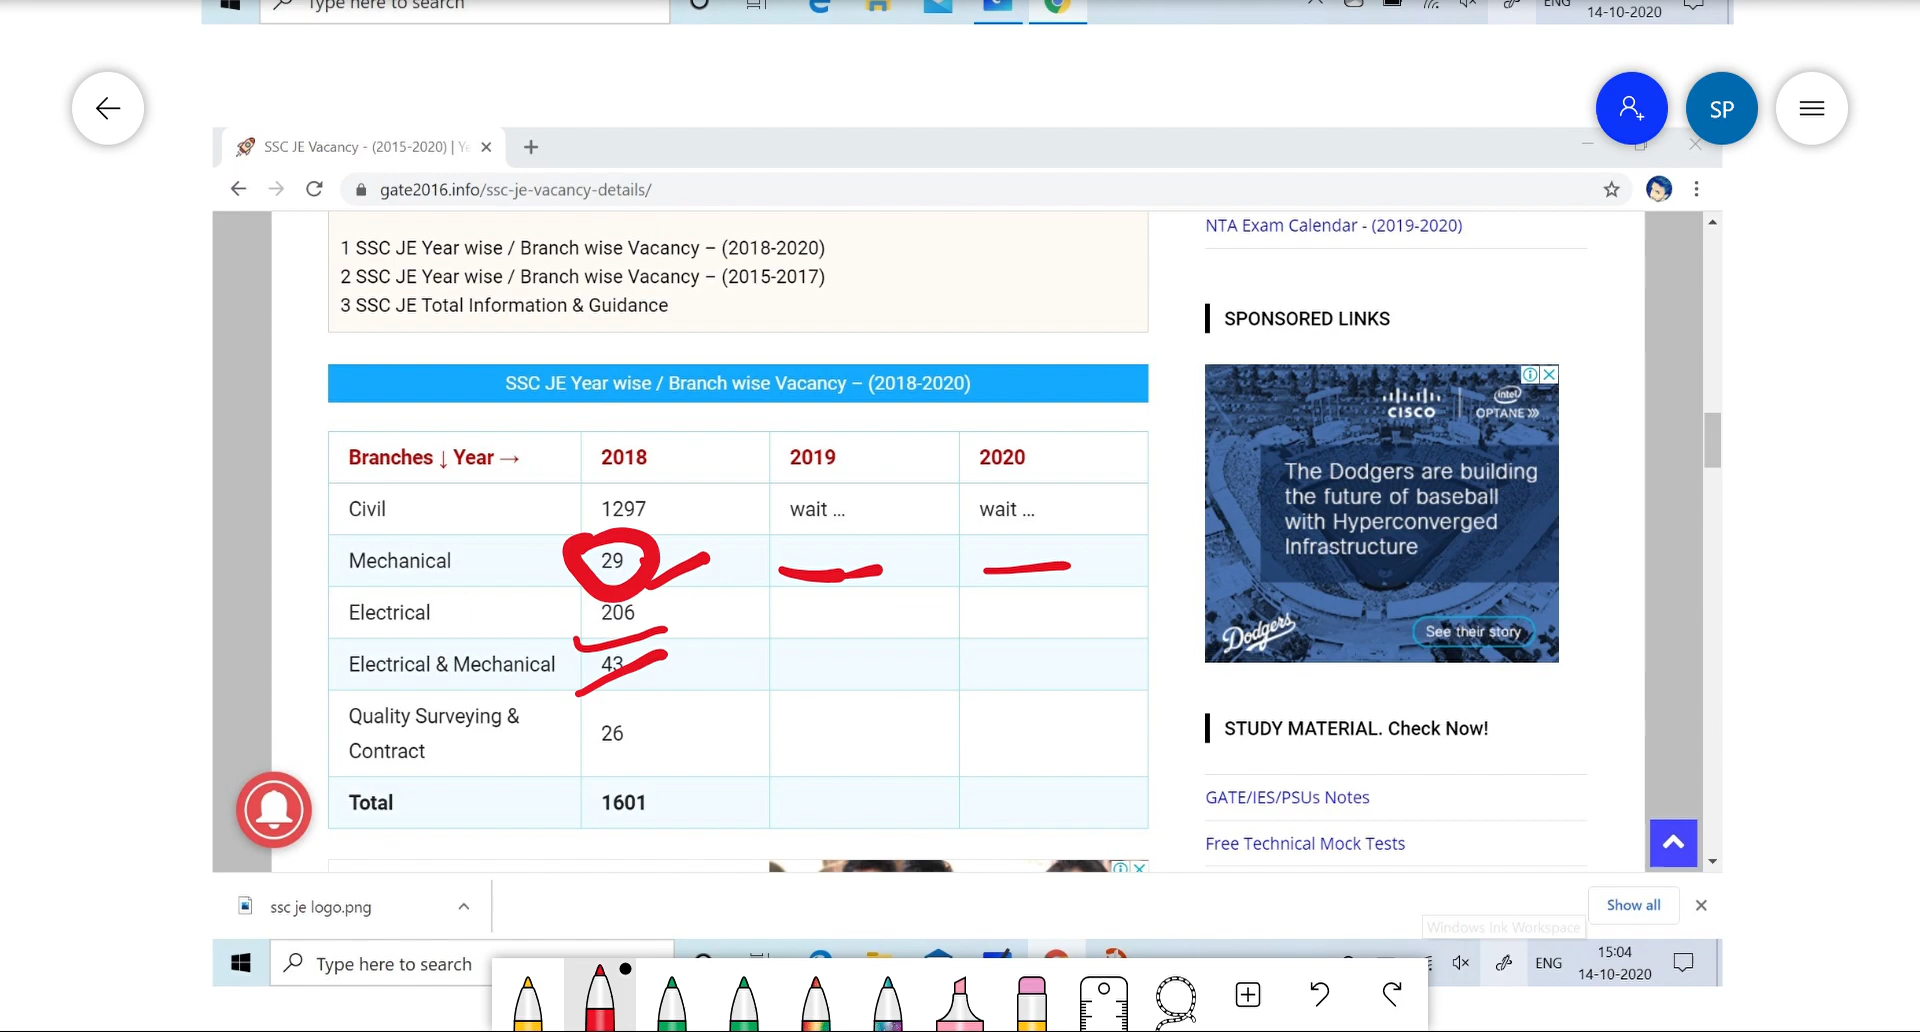 Type here to search
ENG
14-10-2020
SP
SSC JE Vacancy - (2015-2020) | Ye
gate2016.info/ssc-je-vacancy-details/
1 SSC JE Year wise / Branch wise Vacancy – (2018-2020)
2 SSC JE Year wise / Branch wise Vacancy – (2015-2017)
3 SSC JE Total Information & Guidance
SSC JE Year wise / Branch wise Vacancy – (2018-2020)
Branches ↓ Year → 2018 2019 2020
Civil 1297 wait ... wait ...
Mechanical 29
Electrical 206
Electrical & Mechanical 43
Quality Surveying &
Contract 26
Total 1601
NTA Exam Calendar - (2019-2020)
SPONSORED LINKS
CISCO
intel
OPTANE
The Dodgers are building
the future of baseball
with Hyperconverged
Infrastructure
Dodgers
See their story
STUDY MATERIAL. Check Now!
GATE/IES/PSUs Notes
Free Technical Mock Tests
ssc je logo.png
Show all
Windows Ink Workspace
Type here to search
ENG
15:04
14-10-2020